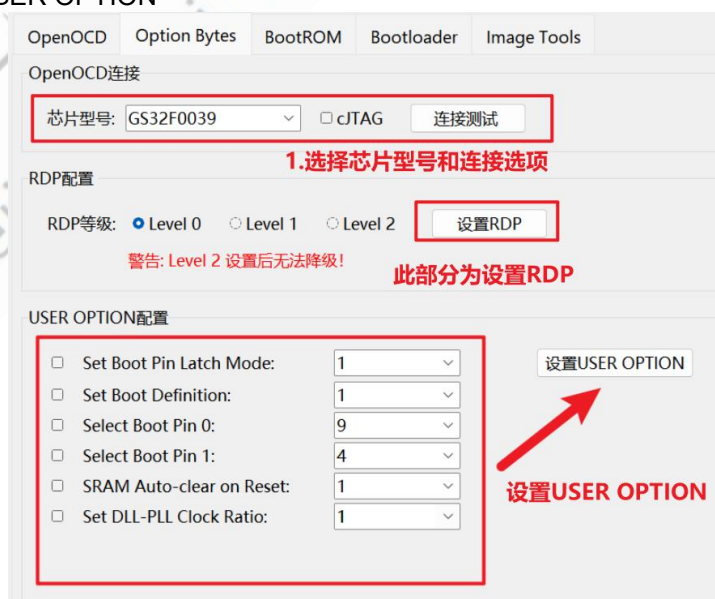 OpenOCD Option Bytes BootROM Bootloader Image Tools
OpenOCD连接
芯片型号: GS32F0039 cJTAG 连接测试
1.选择芯片型号和连接选项
RDP配置
RDP等级: Level 0 Level 1 Level 2 设置RDP
警告: Level 2 设置后无法降级!
此部分为设置RDP
USER OPTION配置
Set Boot Pin Latch Mode: 1 设置USER OPTION
Set Boot Definition: 1
Select Boot Pin 0: 9
Select Boot Pin 1: 4
SRAM Auto-clear on Reset: 1
设置USER OPTION
Set DLL-PLL Clock Ratio: 1